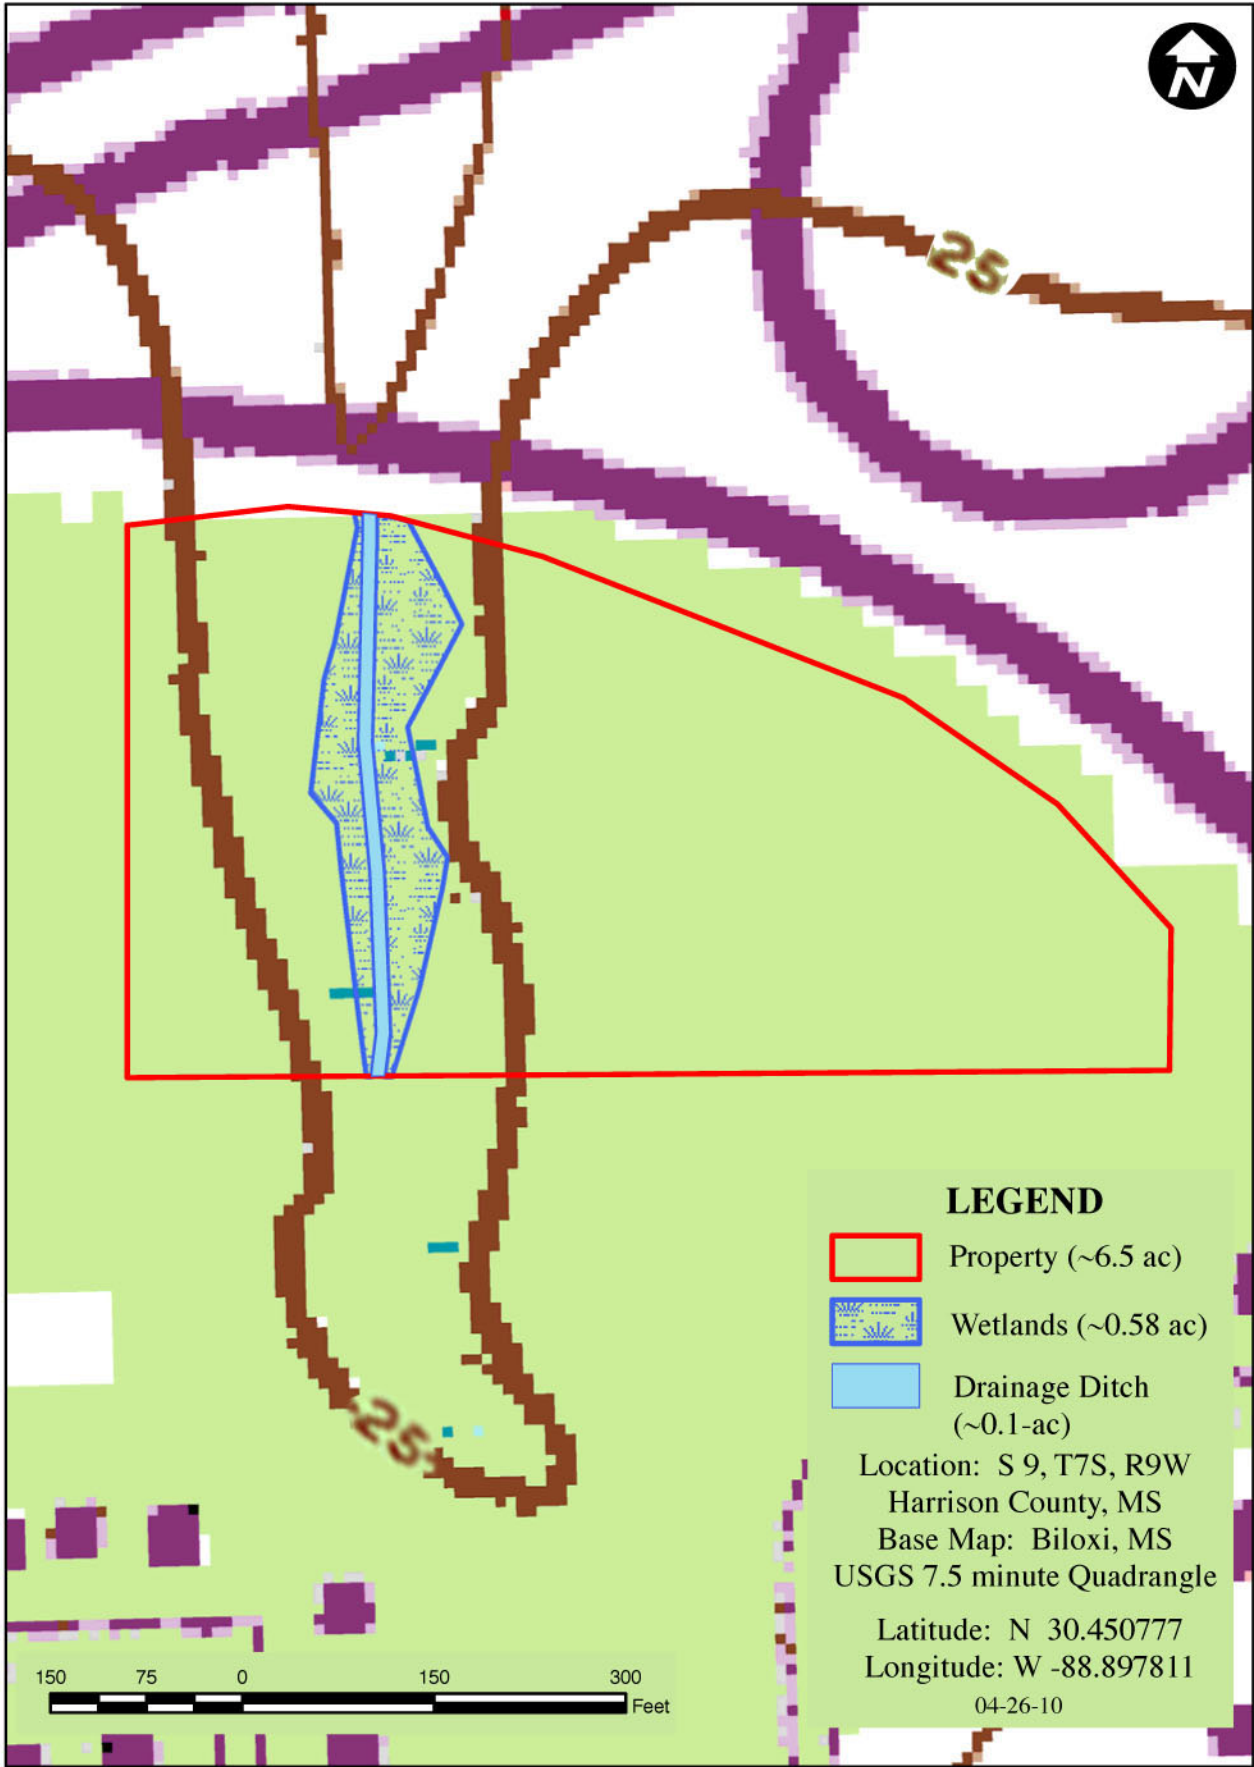 N
25
25
LEGEND
Property (~6.5 ac)
Wetlands (~0.58 ac)
Drainage Ditch
(~0.1-ac)
Location: S 9, T7S, R9W
Harrison County, MS
Base Map: Biloxi, MS
USGS 7.5 minute Quadrangle
Latitude: N 30.450777
Longitude: W -88.897811
04-26-10
150 75 0 150 300
Feet